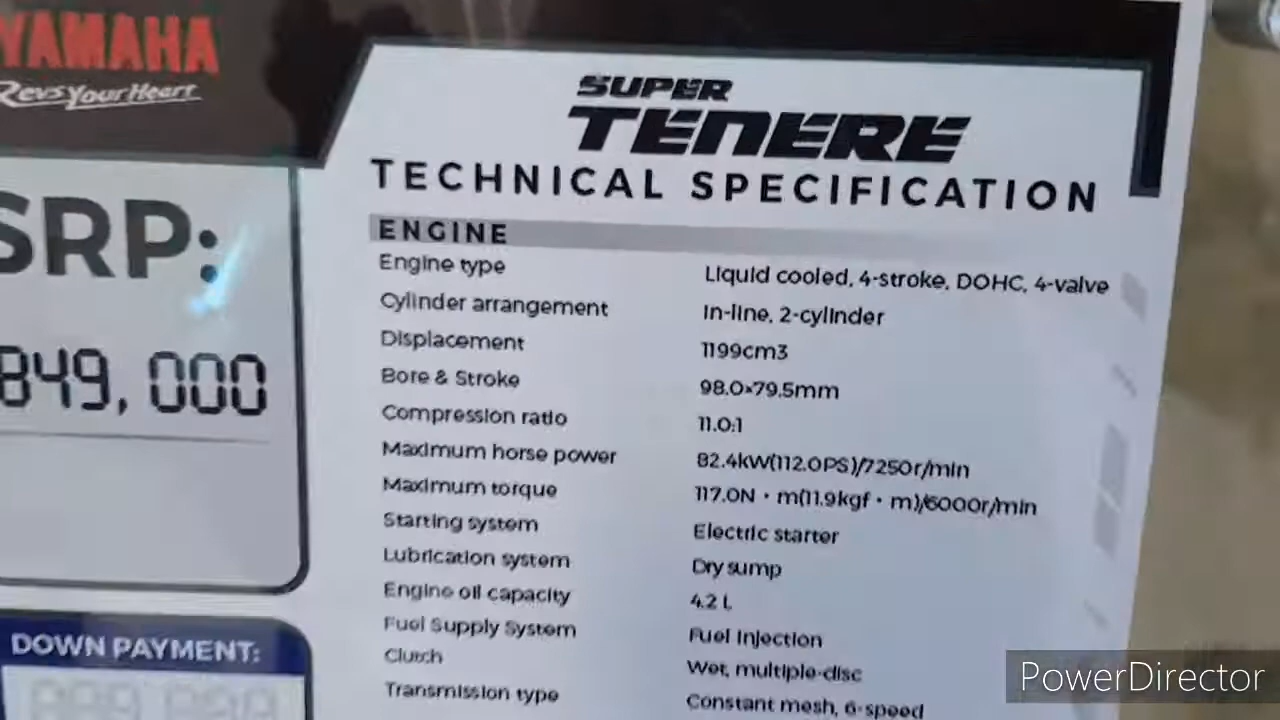 YAMAHA
Revs Your Heart
SUPER
TENERE
TECHNICAL SPECIFICATION
SRP:
849,000
DOWN PAYMENT:
ENGINE
Engine type Liquid cooled, 4-stroke, DOHC, 4-valve
Cylinder arrangement In-line, 2-cylinder
Displacement 1199cm3
Bore & Stroke 98.0×79.5mm
Compression ratio 11.0:1
Maximum horse power 82.4kW(112.0PS)/7250r/min
Maximum torque 117.0N・m(11.9kgf・m)/6000r/min
Starting system Electric starter
Lubrication system Dry sump
Engine oil capacity 4.2 L
Fuel Supply System Fuel Injection
Clutch Wet, multiple-disc
Transmission type Constant mesh, 6-speed
PowerDirector